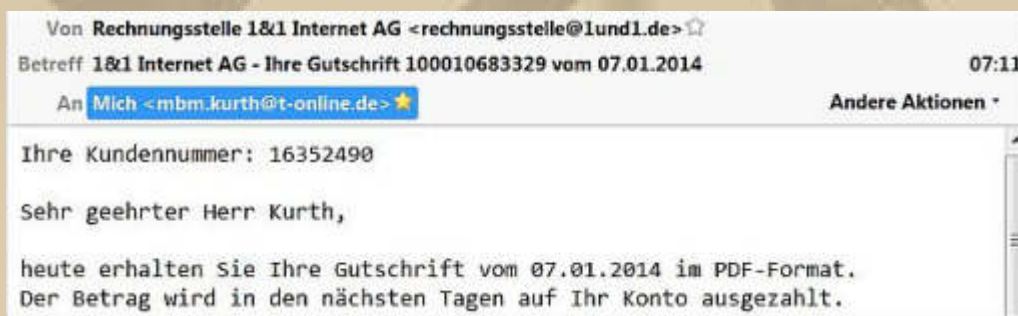 Von Rechnungsstelle 1&1 Internet AG <rechnungsstelle@1und1.de>
Betreff 1&1 Internet AG - Ihre Gutschrift 100010683329 vom 07.01.2014 07:11
An Mich <mbm.kurth@t-online.de> Andere Aktionen
Ihre Kundennummer: 16352490
Sehr geehrter Herr Kurth,
heute erhalten Sie Ihre Gutschrift vom 07.01.2014 im PDF-Format.
Der Betrag wird in den nächsten Tagen auf Ihr Konto ausgezahlt.